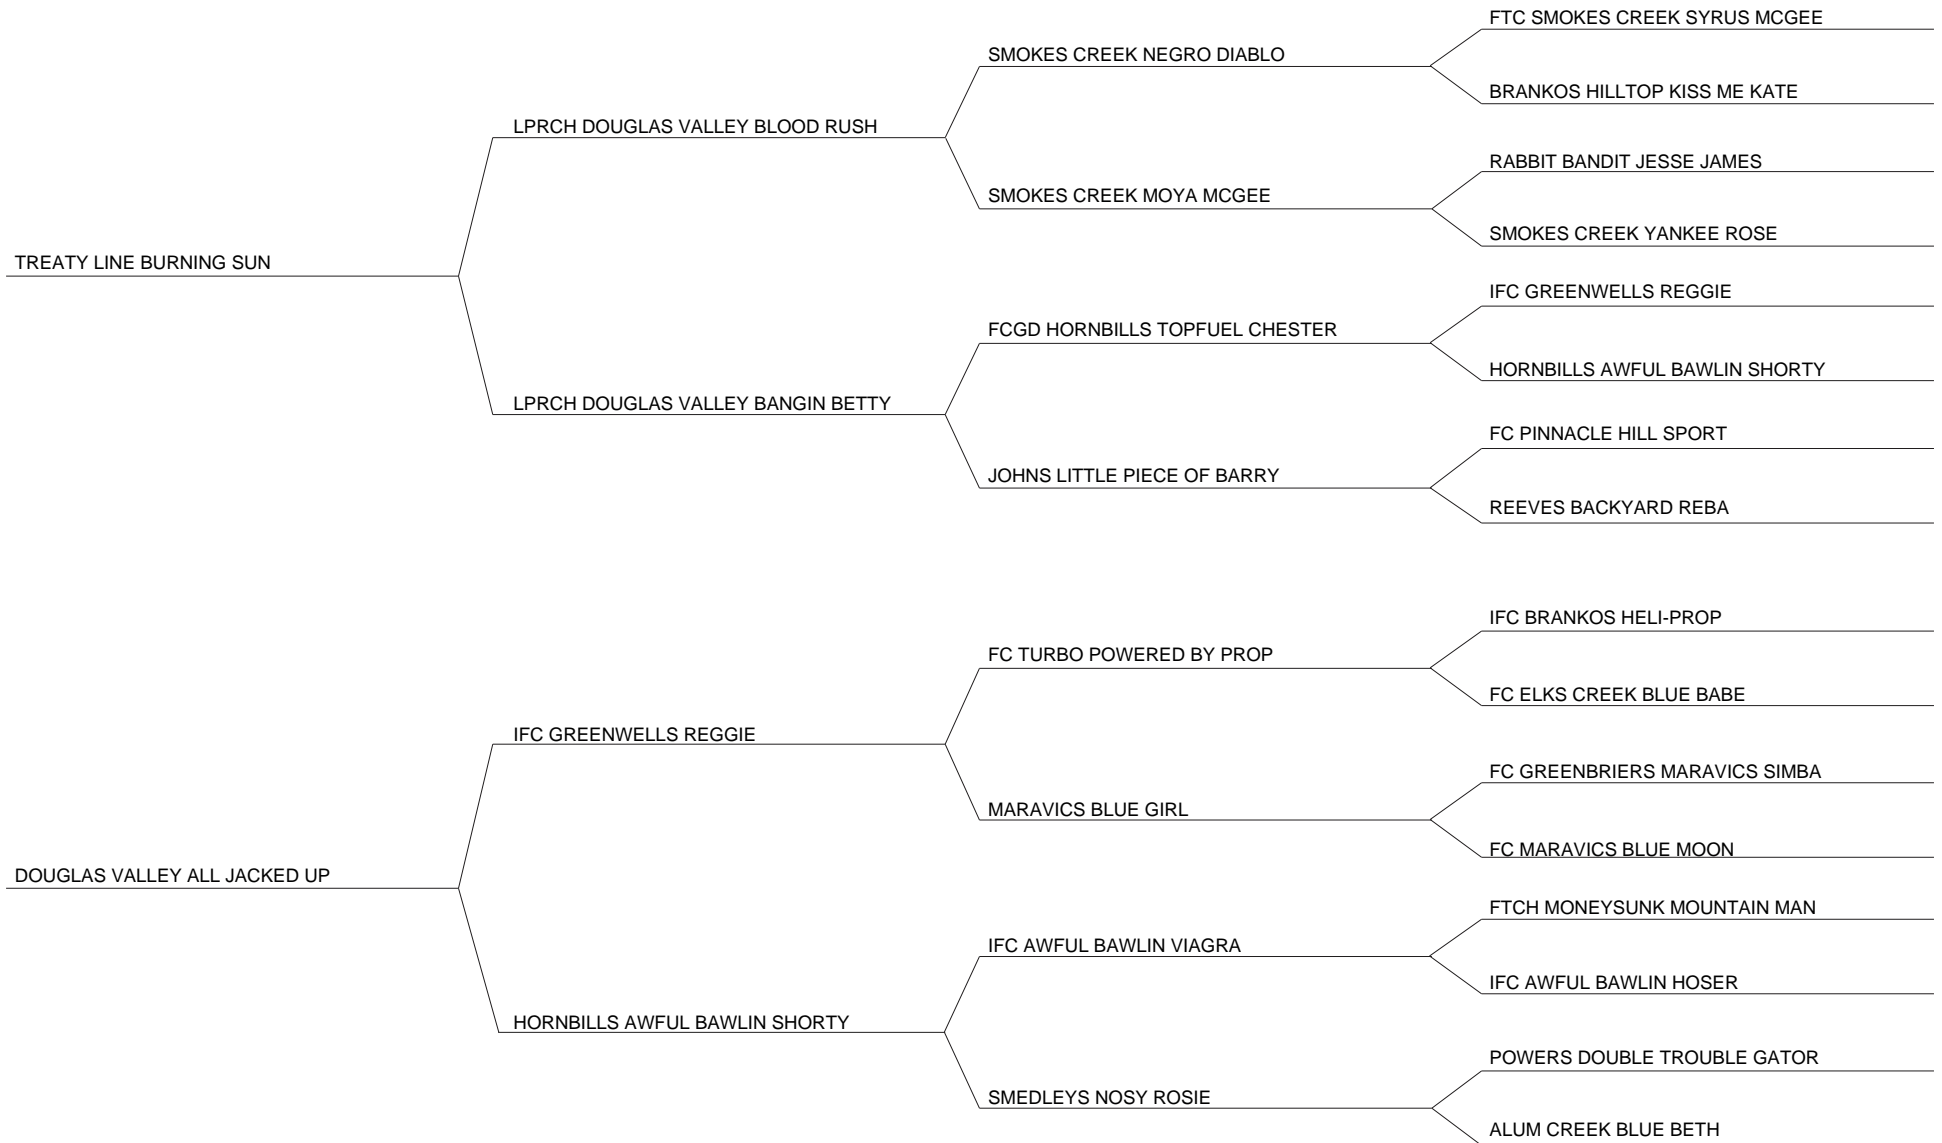 FTC SMOKES CREEK SYRUS MCGEE
SMOKES CREEK NEGRO DIABLO
BRANKOS HILLTOP KISS ME KATE
LPRCH DOUGLAS VALLEY BLOOD RUSH
RABBIT BANDIT JESSE JAMES
SMOKES CREEK MOYA MCGEE
SMOKES CREEK YANKEE ROSE
TREATY LINE BURNING SUN
IFC GREENWELLS REGGIE
FCGD HORNBILLS TOPFUEL CHESTER
HORNBILLS AWFUL BAWLIN SHORTY
LPRCH DOUGLAS VALLEY BANGIN BETTY
FC PINNACLE HILL SPORT
JOHNS LITTLE PIECE OF BARRY
REEVES BACKYARD REBA
IFC BRANKOS HELI-PROP
FC TURBO POWERED BY PROP
FC ELKS CREEK BLUE BABE
IFC GREENWELLS REGGIE
FC GREENBRIERS MARAVICS SIMBA
MARAVICS BLUE GIRL
FC MARAVICS BLUE MOON
DOUGLAS VALLEY ALL JACKED UP
FTCH MONEYSUNK MOUNTAIN MAN
IFC AWFUL BAWLIN VIAGRA
IFC AWFUL BAWLIN HOSER
HORNBILLS AWFUL BAWLIN SHORTY
POWERS DOUBLE TROUBLE GATOR
SMEDLEYS NOSY ROSIE
ALUM CREEK BLUE BETH